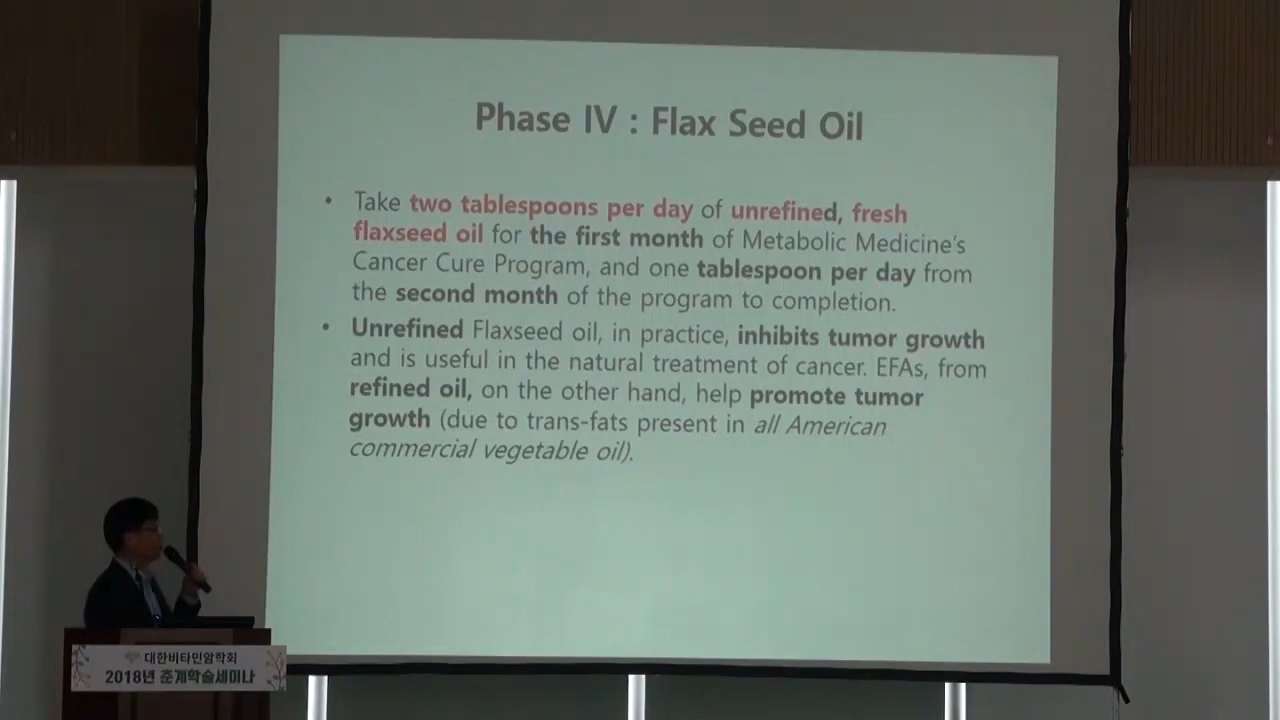 Phase IV : Flax Seed Oil
• Take two tablespoons per day of unrefined, fresh
flaxseed oil for the first month of Metabolic Medicine's
Cancer Cure Program, and one tablespoon per day from
the second month of the program to completion.
• Unrefined Flaxseed oil, in practice, inhibits tumor growth
and is useful in the natural treatment of cancer. EFAs, from
refined oil, on the other hand, help promote tumor
growth (due to trans-fats present in all American
commercial vegetable oil).
대한비타민암학회
2018년 춘계학술세미나